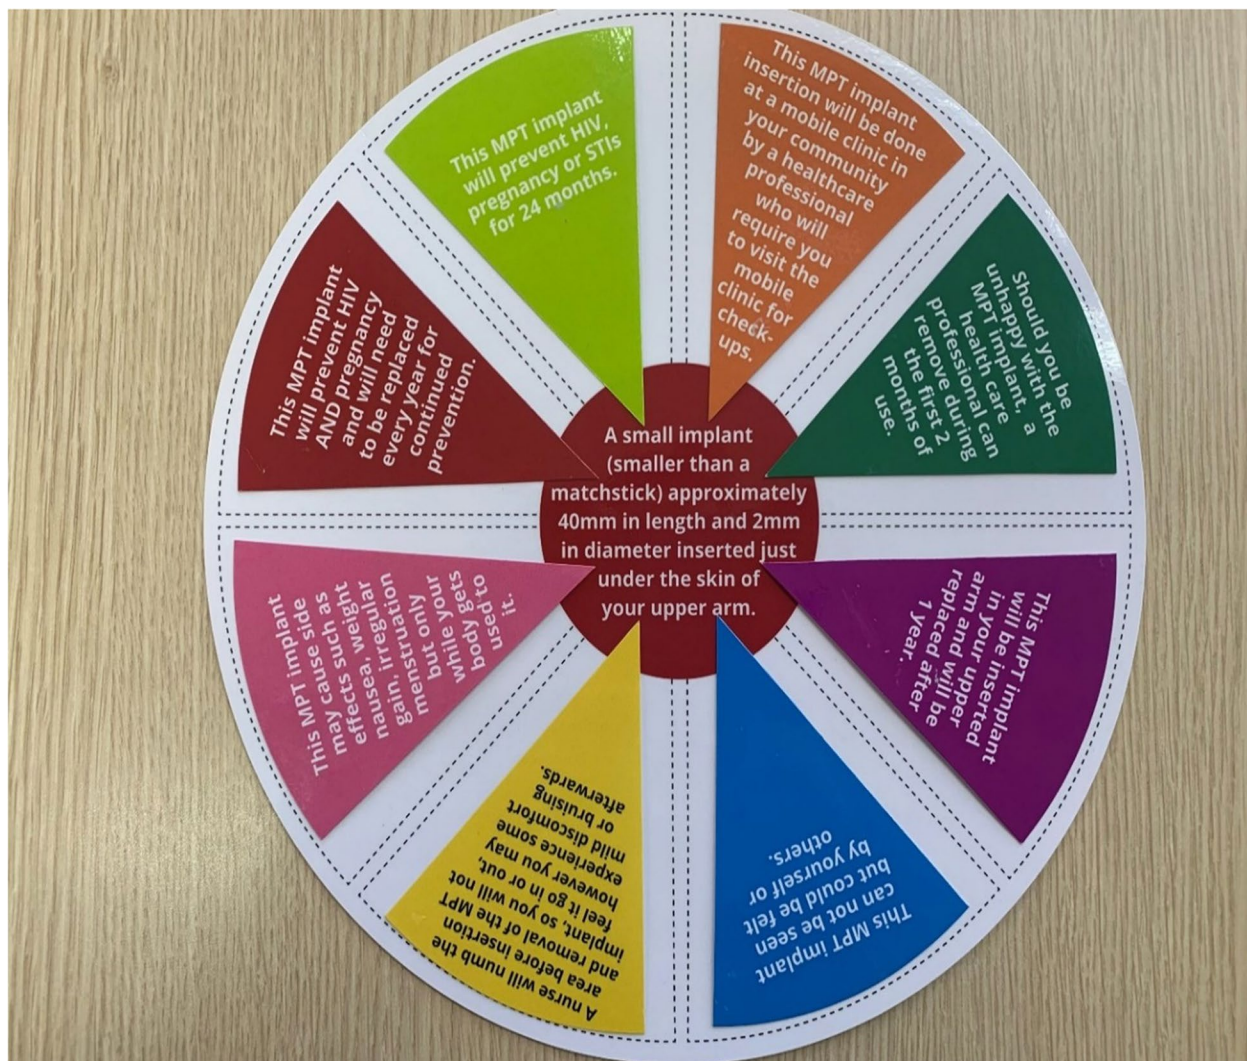 This MPT implant
will prevent HIV,
pregnancy or STIs
for 24 months.
This MPT implant
insertion will be done
at a mobile clinic in
your community
by a healthcare
professional
who will
require you
to visit the
mobile
clinic for
check-
ups.
Should you be
unhappy with the
MPT implant, a
health care
professional can
remove during
the first 2
months of
use.
This MPT implant
will be inserted
in your upper
arm and will be
replaced after
1 year.
This MPT implant
can not be seen
but could be felt
by yourself or
others.
A nurse will numb the
area before insertion
and removal of the MPT
implant, so you will not
feel it go in or out,
however you may
experience some
mild discomfort
or bruising
afterwards.
This MPT implant
may cause side
effects such as
nausea, weight
gain, irregular
menstruation
but only
while your
body gets
used to
it.
This MPT implant
will prevent HIV
AND pregnancy
and will need
to be replaced
every year for
continued
prevention.
A small implant
(smaller than a
matchstick) approximately
40mm in length and 2mm
in diameter inserted just
under the skin of
your upper arm.